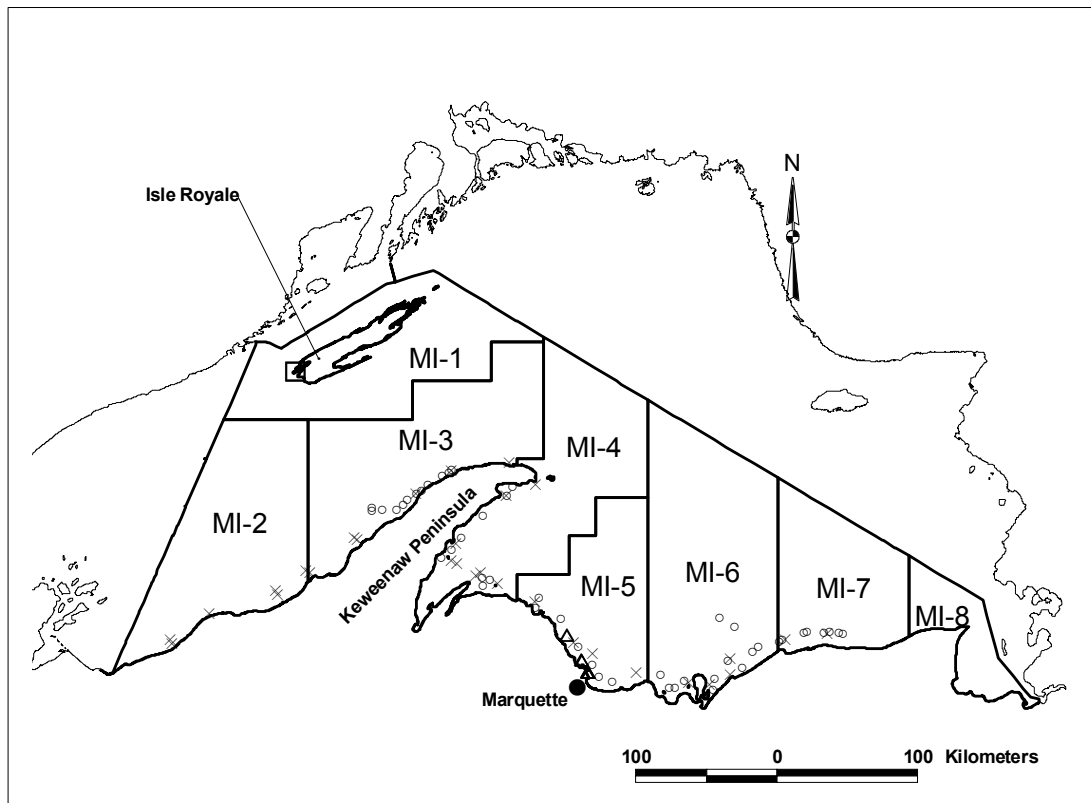 N
Isle Royale
MI-1
MI-3
MI-4
MI-2
Keweenaw Peninsula
MI-5
MI-6
MI-7
MI-8
Marquette
100 0 100 Kilometers